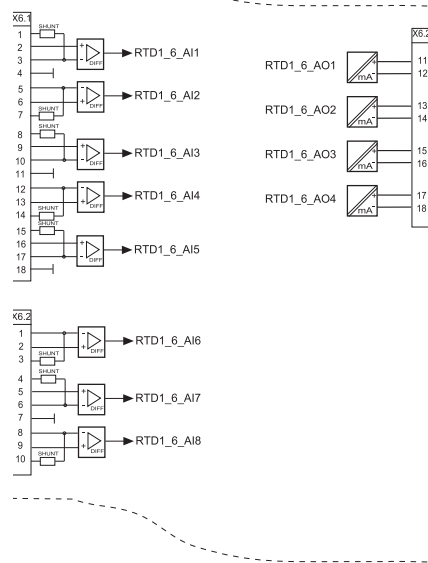 X6.1
SHUNT
1
2
3
4
+
-
DIFF
RTD1_6_AI1
5
6
7
SHUNT
-
+
DIFF
RTD1_6_AI2
SHUNT
8
9
10
11
+
-
DIFF
RTD1_6_AI3
12
13
14
SHUNT
-
+
DIFF
RTD1_6_AI4
SHUNT
15
16
17
18
+
-
DIFF
RTD1_6_AI5
X6.2
1
2
3
SHUNT
-
+
DIFF
RTD1_6_AI6
SHUNT
4
5
6
7
+
-
DIFF
RTD1_6_AI7
8
9
10
SHUNT
-
+
DIFF
RTD1_6_AI8
X6.2
RTD1_6_AO1
+
mA-
11
12
RTD1_6_AO2
+
mA-
13
14
RTD1_6_AO3
+
mA-
15
16
RTD1_6_AO4
+
mA-
17
18